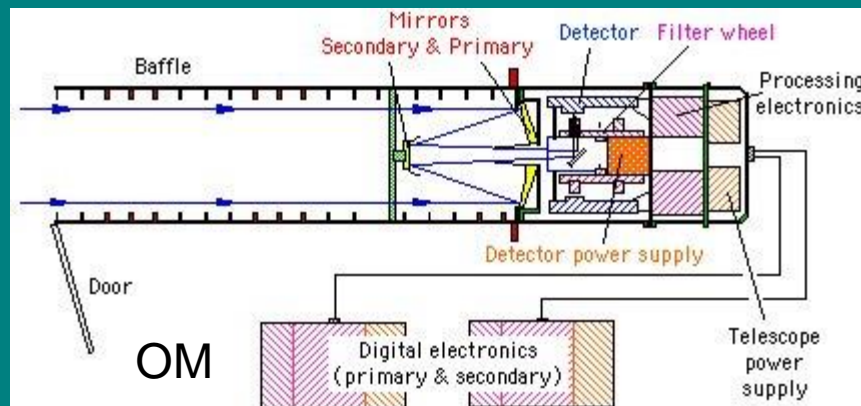 Mirrors
Secondary & Primary
Detector
Filter wheel
Baffle
Processing
electronics
Detector power supply
Door
OM
Digital electronics
(primary & secondary)
Telescope
power
supply